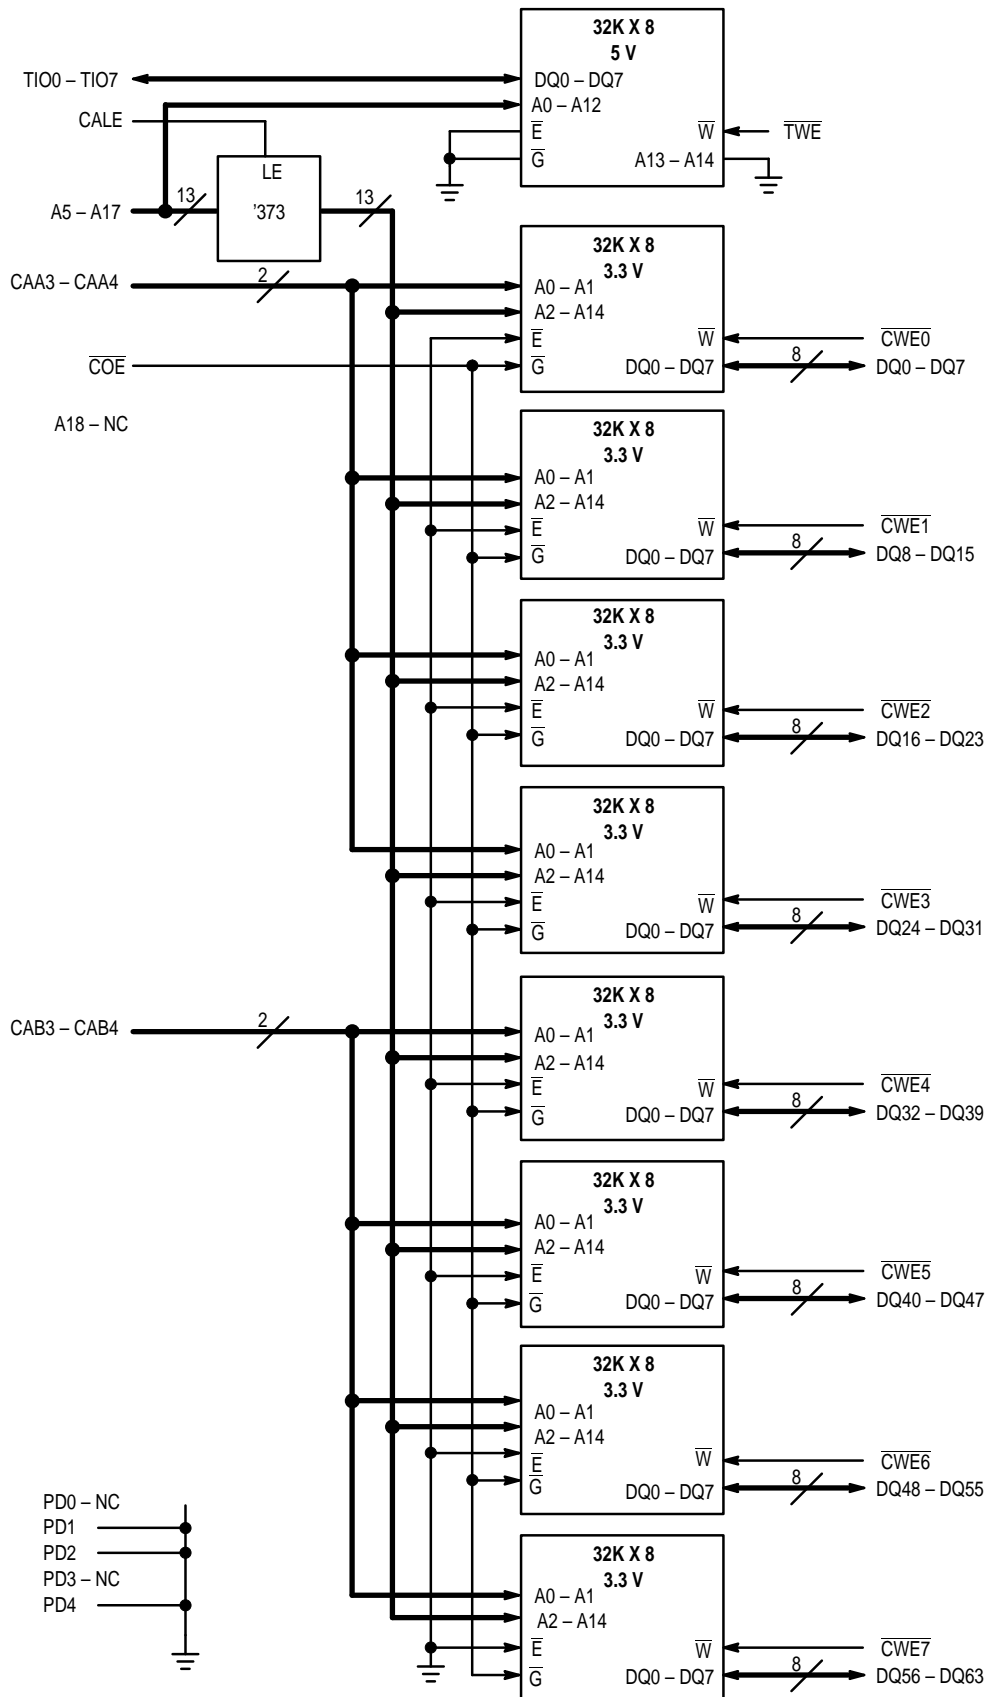 32K X 8
5 V
TIO0 – TIO7
DQ0 – DQ7
A0 – A12
CALE
E
W
TWE
G
A13 – A14
LE
'373
13
13
A5 – A17
32K X 8
3.3 V
CAA3 – CAA4
2
A0 – A1
A2 – A14
E
W
CWE0
COE
G
DQ0 – DQ7
8
DQ0 – DQ7
A18 – NC
32K X 8
3.3 V
A0 – A1
A2 – A14
E
W
CWE1
G
DQ0 – DQ7
8
DQ8 – DQ15
32K X 8
3.3 V
A0 – A1
A2 – A14
E
W
CWE2
G
DQ0 – DQ7
8
DQ16 – DQ23
32K X 8
3.3 V
A0 – A1
A2 – A14
E
W
CWE3
G
DQ0 – DQ7
8
DQ24 – DQ31
32K X 8
3.3 V
CAB3 – CAB4
2
A0 – A1
A2 – A14
E
W
CWE4
G
DQ0 – DQ7
8
DQ32 – DQ39
32K X 8
3.3 V
A0 – A1
A2 – A14
E
W
CWE5
G
DQ0 – DQ7
8
DQ40 – DQ47
32K X 8
3.3 V
A0 – A1
A2 – A14
E
W
CWE6
G
DQ0 – DQ7
8
DQ48 – DQ55
PD0 – NC
PD1
PD2
PD3 – NC
PD4
32K X 8
3.3 V
A0 – A1
A2 – A14
E
W
CWE7
G
DQ0 – DQ7
8
DQ56 – DQ63